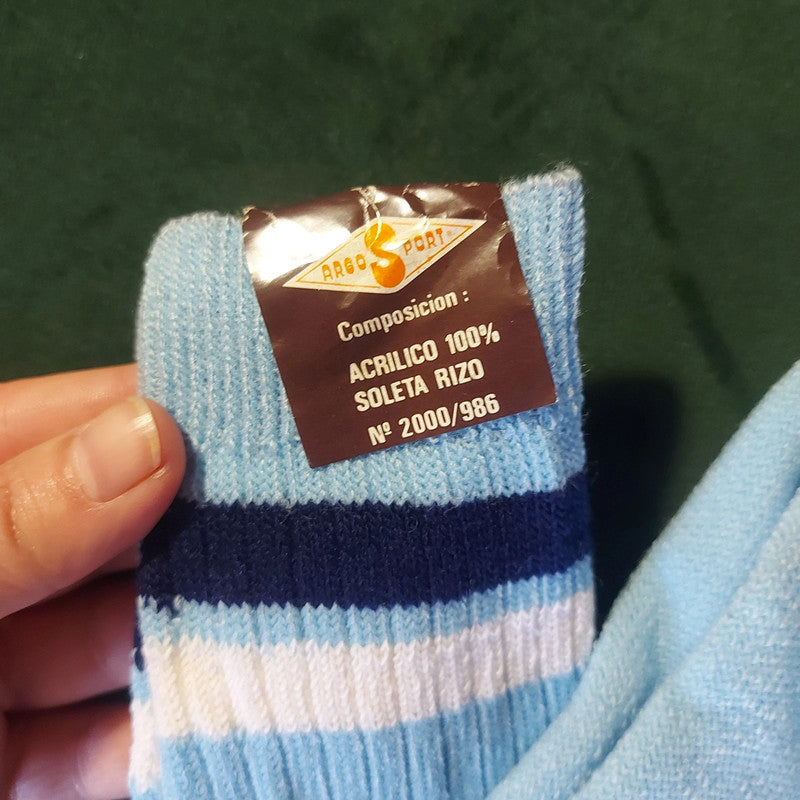 ARGO SPORT®
Composicion :
ACRILICO 100%
SOLETA RIZO
Nº 2000/986